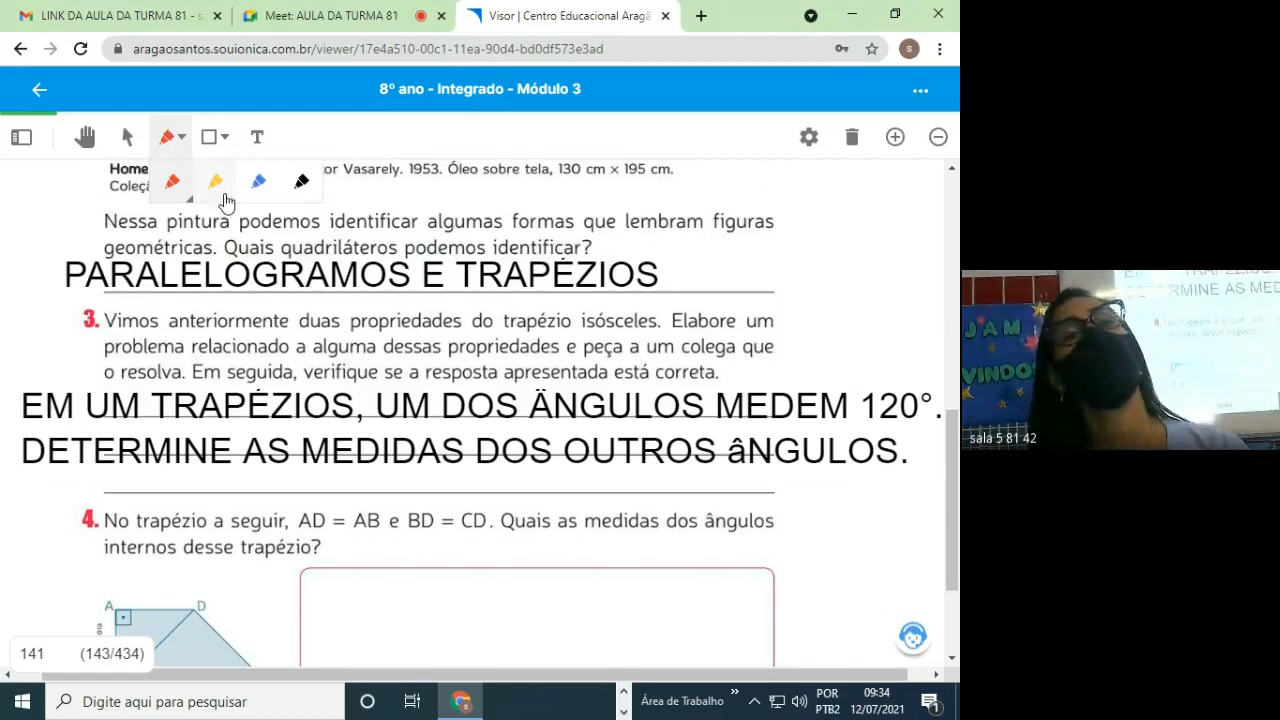 LINK DA AULA DA TURMA 81 - s
Meet: AULA DA TURMA 81
Visor | Centro Educacional Aragã
aragaosantos.souionica.com.br/viewer/17e4a510-00c1-11ea-90d4-bd0df573e3ad
s
8º ano - Integrado - Módulo 3
T
Home
or Vasarely. 1953. Óleo sobre tela, 130 cm × 195 cm.
Coleç
Nessa pintura podemos identificar algumas formas que lembram figuras
geométricas. Quais quadriláteros podemos identificar?
PARALELOGRAMOS E TRAPÉZIOS
3. Vimos anteriormente duas propriedades do trapézio isósceles. Elabore um
problema relacionado a alguma dessas propriedades e peça a um colega que
o resolva. Em seguida, verifique se a resposta apresentada está correta.
EM UM TRAPÉZIOS, UM DOS ÂNGULOS MEDEM 120°.
DETERMINE AS MEDIDAS DOS OUTROS âNGULOS.
4. No trapézio a seguir, AD = AB e BD = CD. Quais as medidas dos ângulos
internos desse trapézio?
A D
141 (143/434)
JAM
VINDOS
RMINE AS MED
sala 5 81 42
Digite aqui para pesquisar
Área de Trabalho
POR
PTB2
09:34
12/07/2021
1